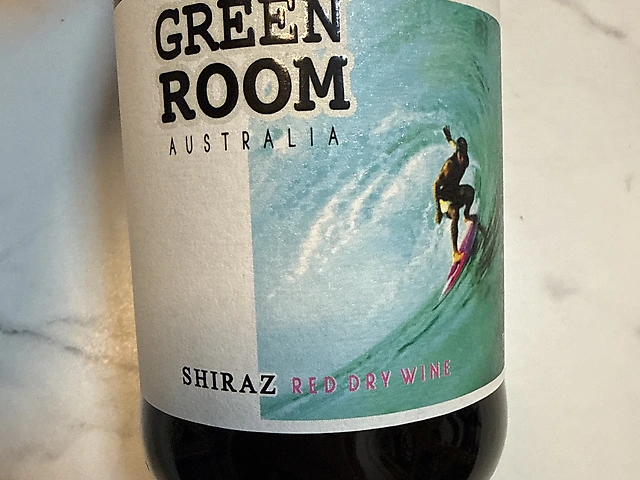 GREEN
ROOM
AUSTRALIA
SHIRAZ RED DRY WINE